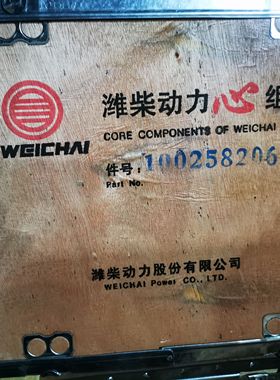 WEICHAI
潍柴动力心组
CORE COMPONENTS OF WEICHAI
件号: 100258206
Part No.
潍柴动力股份有限公司
WEICHAI Power CO., LTD.